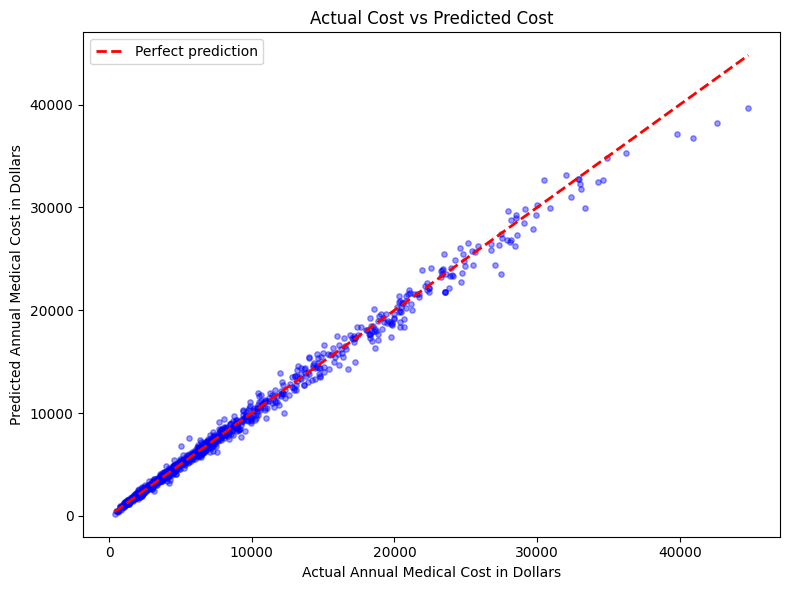 Actual Cost vs Predicted Cost
Perfect prediction
Predicted Annual Medical Cost in Dollars
40000
30000
20000
10000
0
0 10000 20000 30000 40000
Actual Annual Medical Cost in Dollars